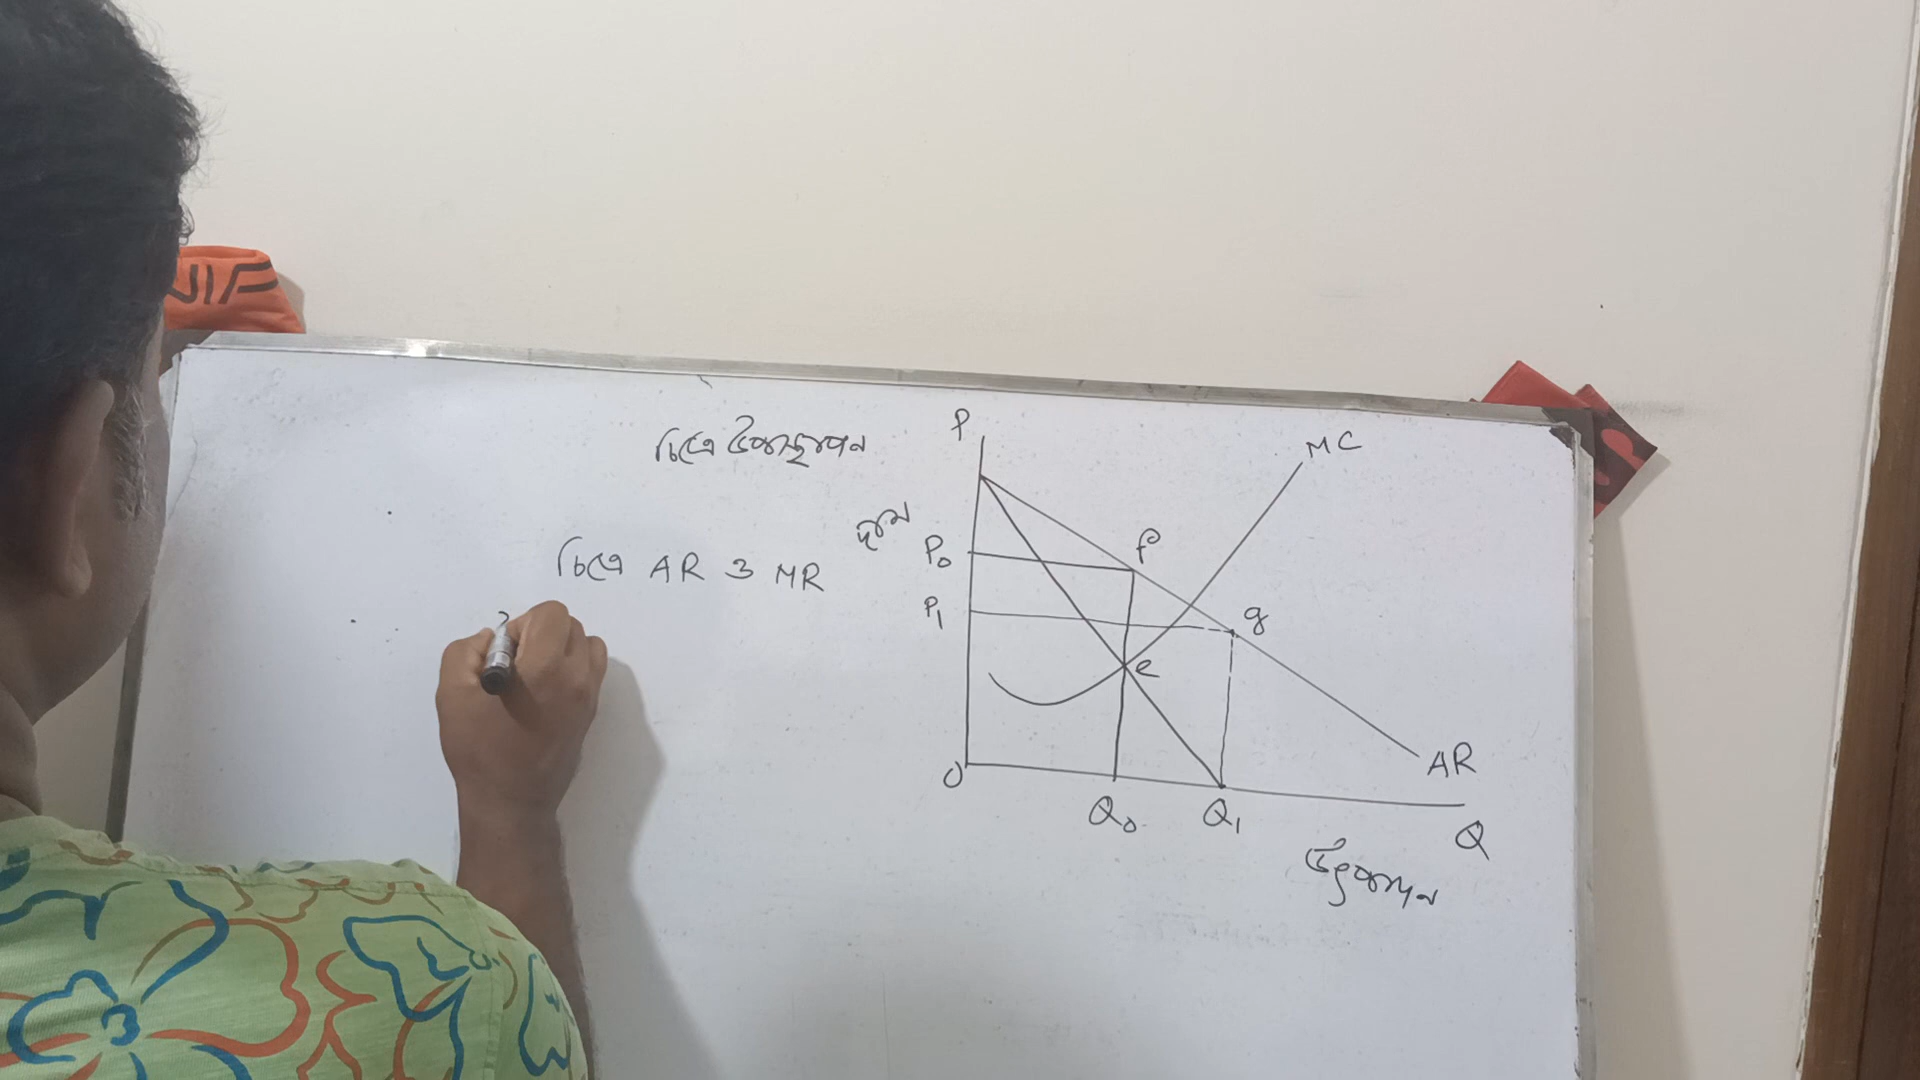 চিত্রে উপস্থাপন
চিত্রে AR ও MR
P
দাম
P₀
P₁
O
MC
f
g
e
AR
Q₀
Q₁
Q
উৎপাদন